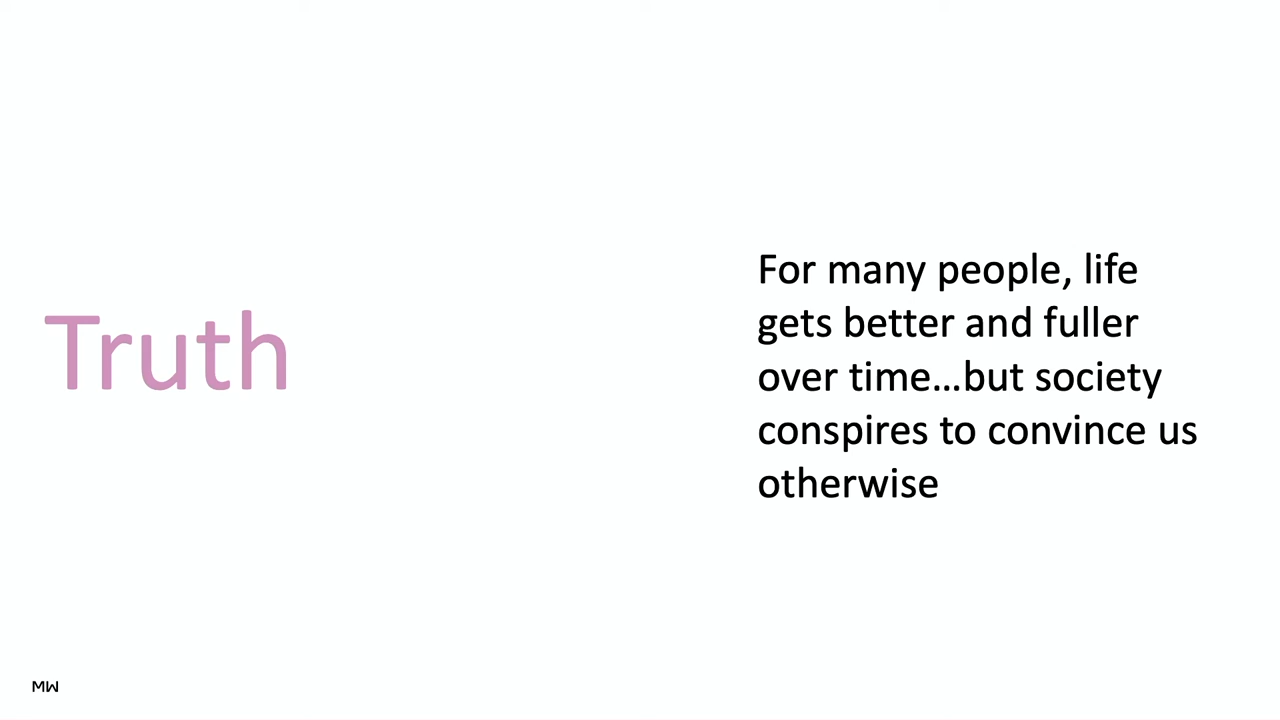 Truth
For many people, life
gets better and fuller
over time…but society
conspires to convince us
otherwise
MW